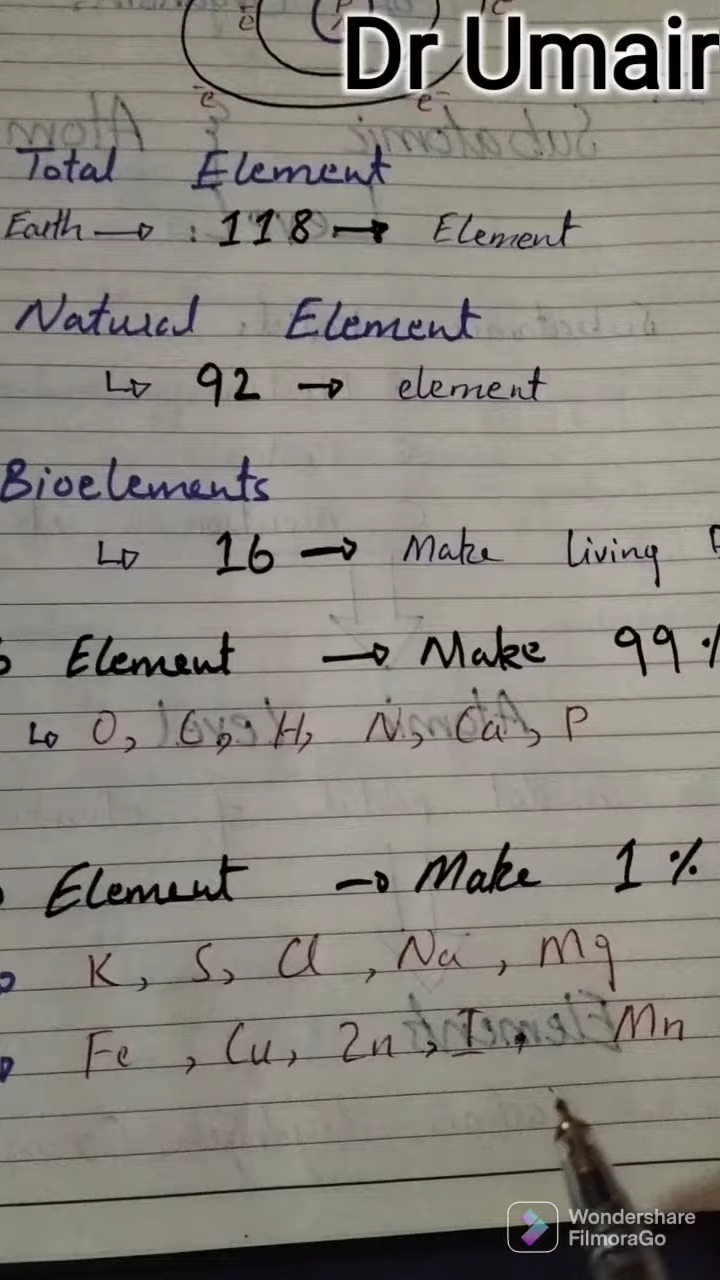 Dr Umair
e⁻
e⁻
Total Element
Earth → : 118 → Element
Natural Element
↳ 92 → element
Bioelements
↳ 16 → Make living
Element → Make 99%
↳ O, C, H, N, Ca, P
Element → Make 1%
K, S, Cl, Na, Mg
Fe, Cu, Zn, I, Mn
Wondershare
FilmoraGo